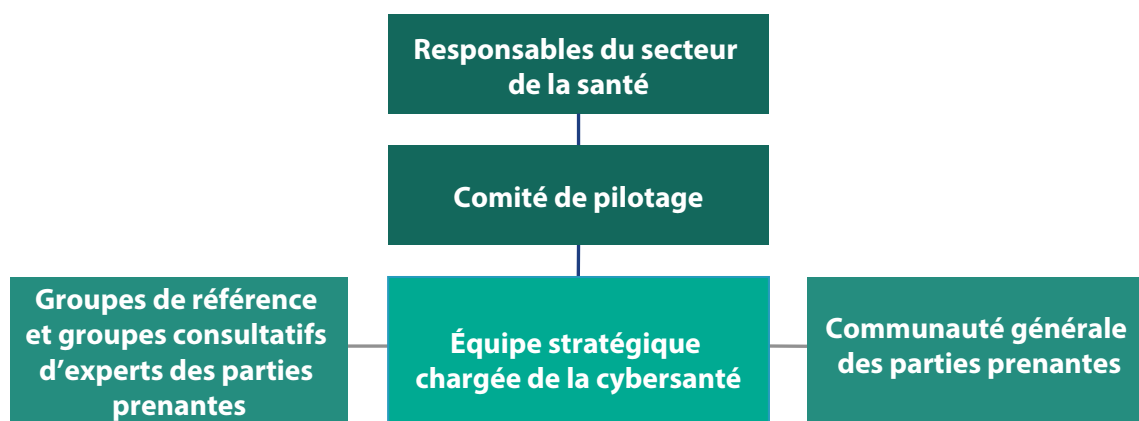 Responsables du secteur
de la santé
Comité de pilotage
Groupes de référence
et groupes consultatifs
d’experts des parties
prenantes
Équipe stratégique
chargée de la cybersanté
Communauté générale
des parties prenantes